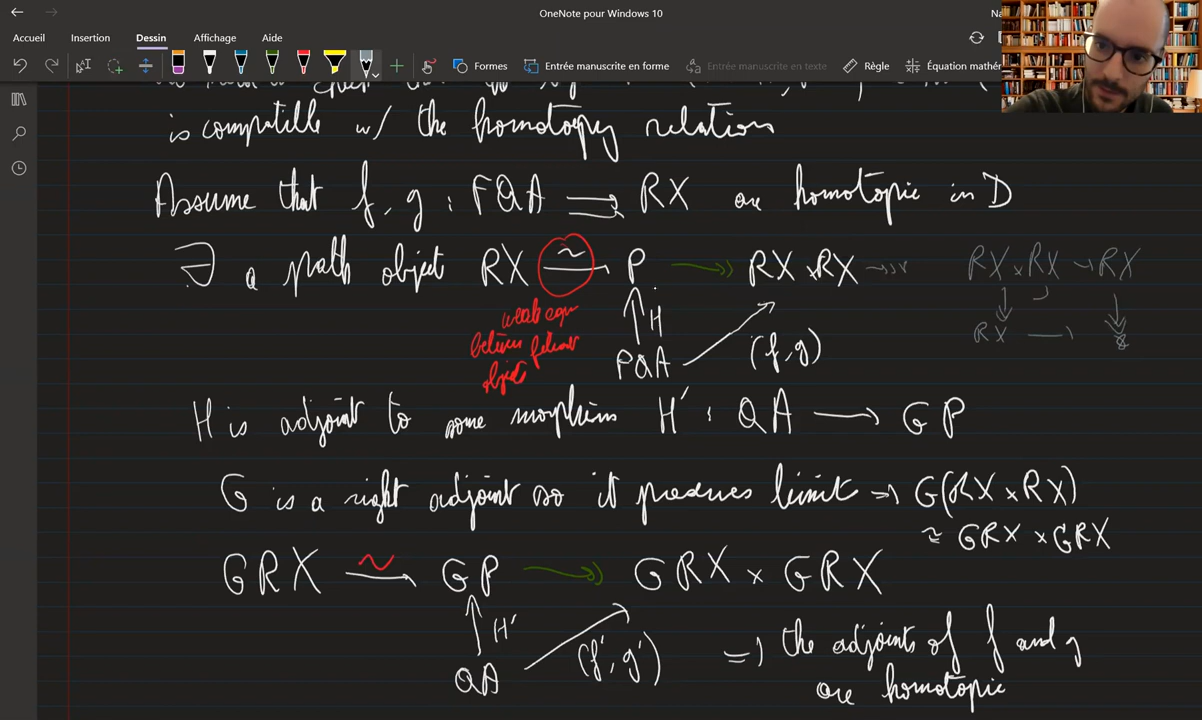 OneNote pour Windows 10
Accueil Insertion Dessin Affichage Aide
Formes Entrée manuscrite en forme Entrée manuscrite en texte Règle Équation mathém
is compatible w/ the homotopy relation
Assume that f, g : FQA ⇉ RX are homotopic in D
∃ a path object RX ~→ P ↠ RX × RX
RX × RX → RX
RX → *
weak equ
between fibrant
object
H
FQA (f, g)
H is adjoint to some morphism H' : QA → GP
G is a right adjoint so it preduces limit ⇒ G(RX × RX)
≅ GRX × GRX
GRX ~→ GP ↠ GRX × GRX
H'
QA (f', g')
⇒ the adjoints of f and g
are homotopic